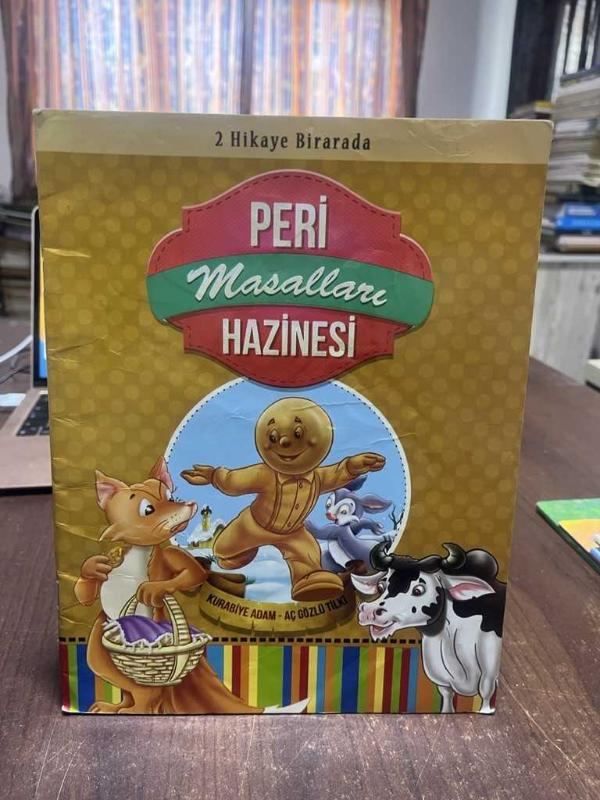 2 Hikaye Birarada
PERİ
Masalları
HAZİNESİ
KURABİYE ADAM - AÇ GÖZLÜ TİLKİ